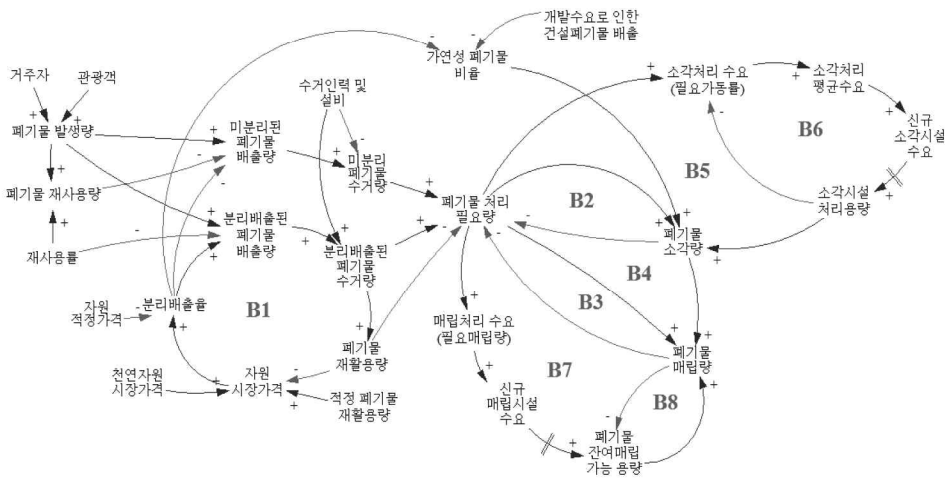 개발수요로 인한
건설폐기물 배출
가연성 폐기물
비율
거주자
관광객
수거인력 및
설비
소각처리 수요
(필요가동률)
소각처리
평균수요
B6
신규
소각시설
수요
폐기물 발생량
미분리된
폐기물
배출량
미분리
폐기물
수거량
B5
폐기물 재사용량
폐기물 처리
필요량
B2
소각시설
처리용량
분리배출된
폐기물
배출량
분리배출된
폐기물
수거량
폐기물
소각량
재사용률
B4
B3
자원
적정가격
분리배출율
B1
매립처리 수요
(필요매립량)
폐기물
재활용량
폐기물
매립량
천연자원
시장가격
자원
시장가격
적정 폐기물
재활용량
신규
매립시설
수요
B7
B8
폐기물
잔여매립
가능 용량
+
-